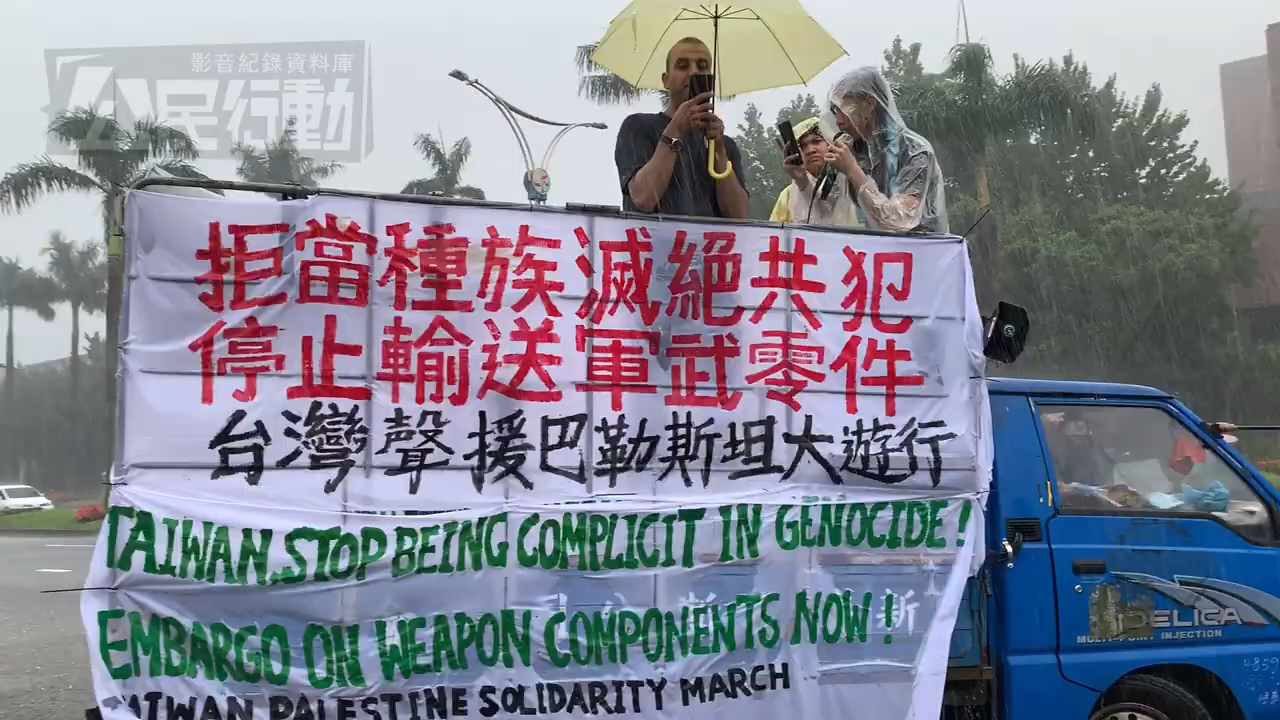 影音紀錄資料庫
公民行動
拒當種族滅絕共犯
停止輸送軍武零件
台灣聲援巴勒斯坦大遊行
TAIWAN, STOP BEING COMPLICIT IN GENOCIDE!
EMBARGO ON WEAPON COMPONENTS NOW!
TAIWAN PALESTINE SOLIDARITY MARCH
DELICA
MULTI-POINT INJECTION
新
4859